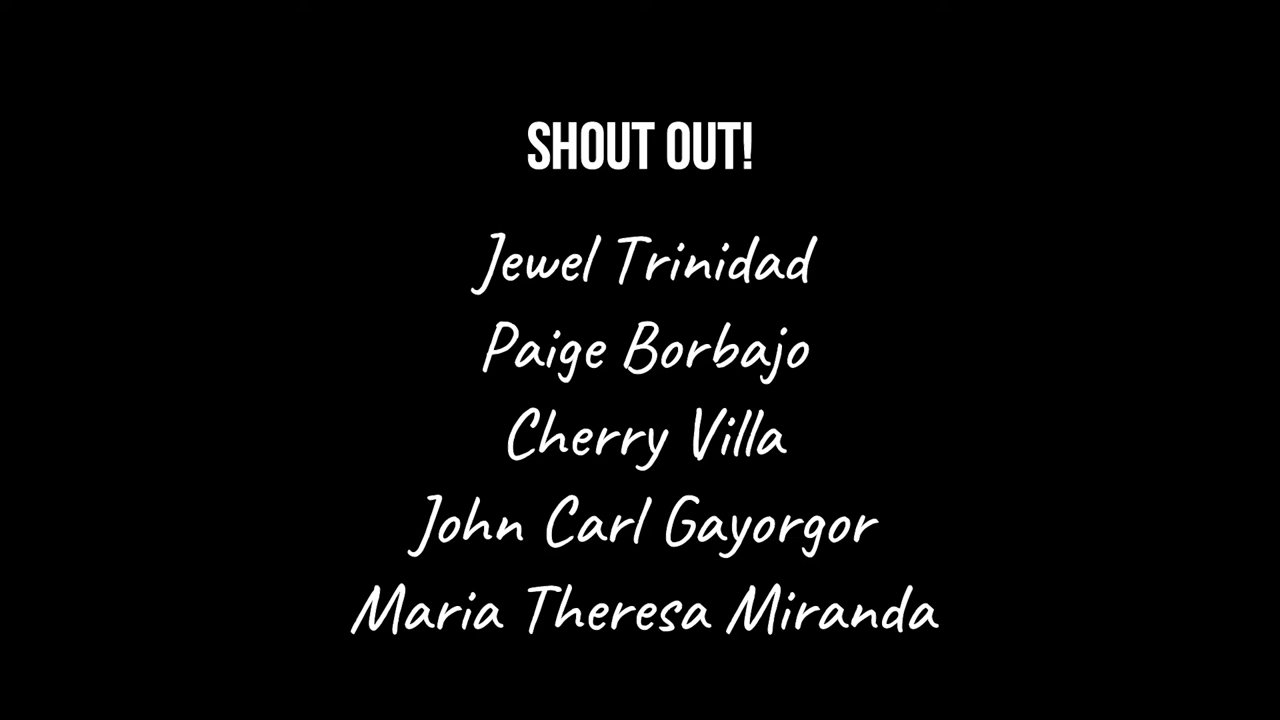 SHOUT OUT!
Jewel Trinidad
Paige Borbajo
Cherry Villa
John Carl Gayorgor
Maria Theresa Miranda